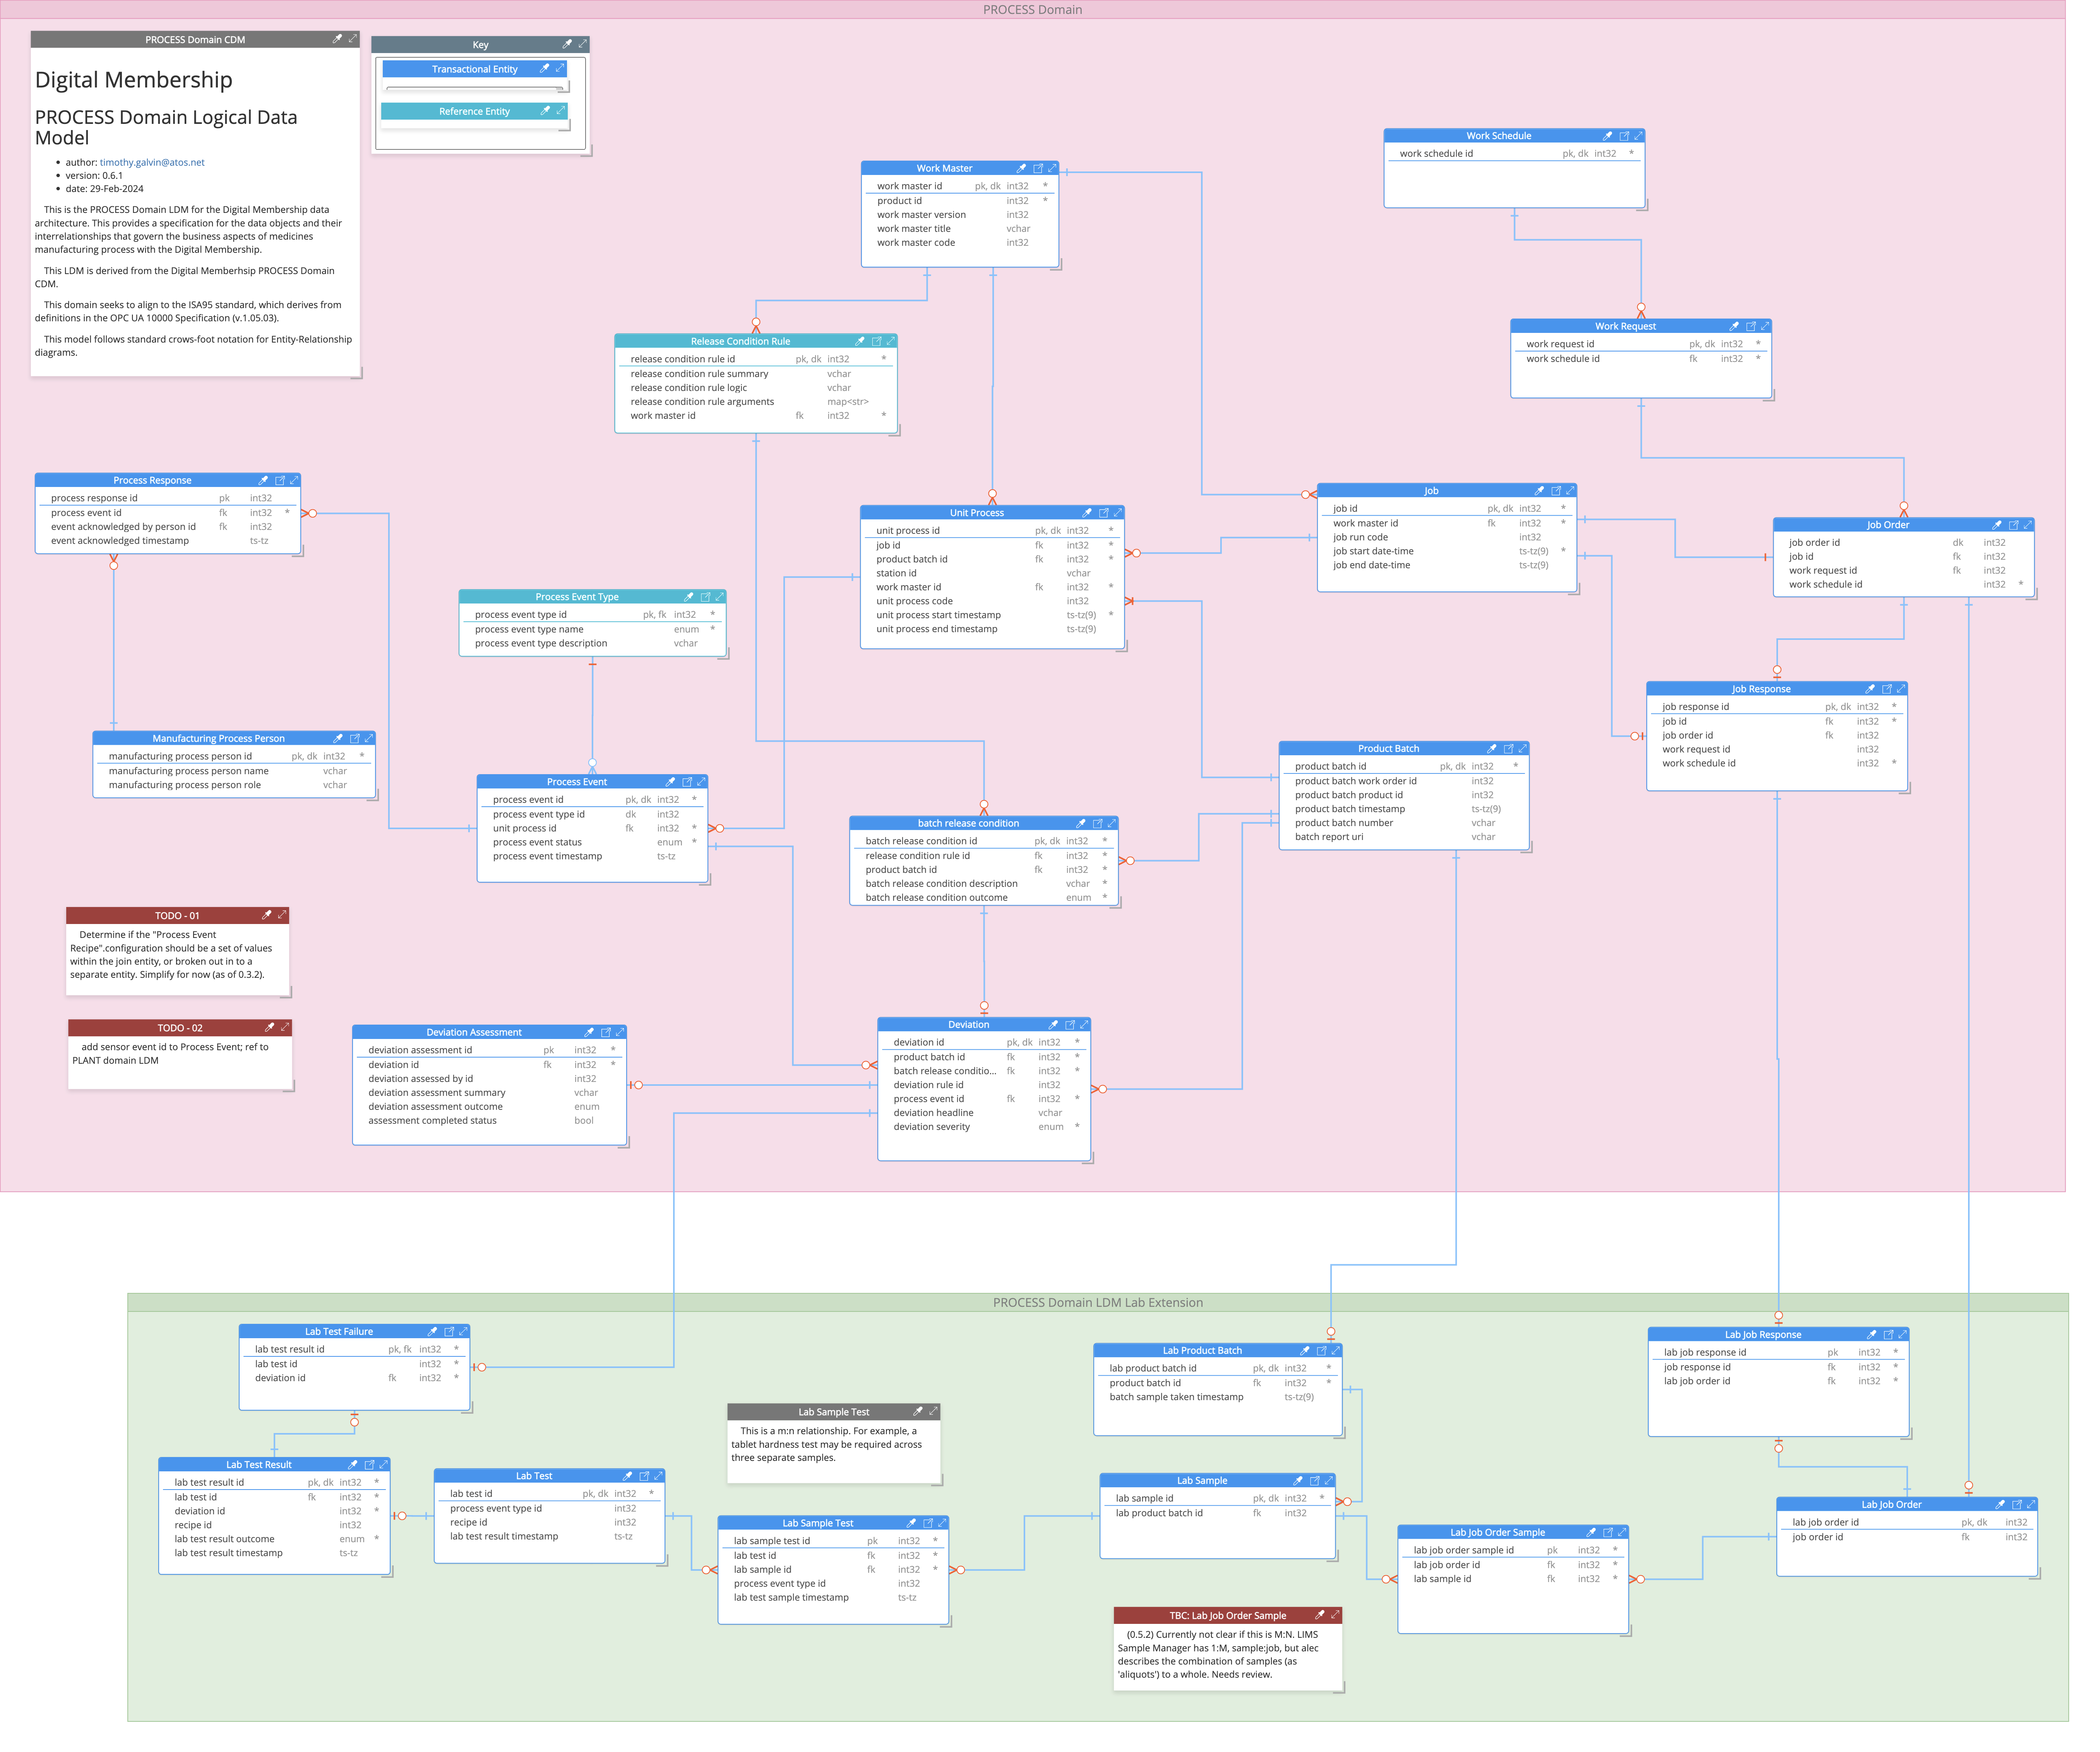 PROCESS Domain
PROCESS Domain CDM
Digital Membership
PROCESS Domain Logical Data
Model
• author: timothy.galvin@atos.net
• version: 0.6.1
• date: 29-Feb-2024
This is the PROCESS Domain LDM for the Digital Membership data
architecture. This provides a specification for the data objects and their
interrelationships that govern the business aspects of medicines
manufacturing process with the Digital Membership.
This LDM is derived from the Digital Memberhsip PROCESS Domain
CDM.
This domain seeks to align to the ISA95 standard, which derives from
definitions in the OPC UA 10000 Specification (v.1.05.03).
This model follows standard crows-foot notation for Entity-Relationship
diagrams.
Key
Transactional Entity
Reference Entity
Work Master
work master id pk, dk int32 *
product id int32 *
work master version int32
work master title vchar
work master code int32
Work Schedule
work schedule id pk, dk int32 *
Work Request
work request id pk, dk int32 *
work schedule id fk int32 *
Release Condition Rule
release condition rule id pk, dk int32 *
release condition rule summary vchar
release condition rule logic vchar
release condition rule arguments map<str>
work master id fk int32 *
Process Response
process response id pk int32
process event id fk int32 *
event acknowledged by person id fk int32
event acknowledged timestamp ts-tz
Unit Process
unit process id pk, dk int32 *
job id fk int32 *
product batch id fk int32 *
station id vchar
work master id fk int32 *
unit process code int32
unit process start timestamp ts-tz(9) *
unit process end timestamp ts-tz(9)
Job
job id pk, dk int32 *
work master id fk int32 *
job run code int32
job start date-time ts-tz(9) *
job end date-time ts-tz(9)
Job Order
job order id dk int32
job id fk int32
work request id fk int32
work schedule id int32 *
Process Event Type
process event type id pk, fk int32 *
process event type name enum *
process event type description vchar
Job Response
job response id pk, dk int32 *
job id fk int32 *
job order id fk int32
work request id int32
work schedule id int32 *
Manufacturing Process Person
manufacturing process person id pk, dk int32 *
manufacturing process person name vchar
manufacturing process person role vchar
Process Event
process event id pk, dk int32 *
process event type id dk int32
unit process id fk int32 *
process event status enum *
process event timestamp ts-tz
Product Batch
product batch id pk, dk int32 *
product batch work order id int32
product batch product id int32
product batch timestamp ts-tz(9)
product batch number vchar
batch report uri vchar
batch release condition
batch release condition id pk, dk int32 *
release condition rule id fk int32 *
product batch id fk int32 *
batch release condition description vchar *
batch release condition outcome enum *
TODO - 01
Determine if the "Process Event
Recipe".configuration should be a set of values
within the join entity, or broken out in to a
separate entity. Simplify for now (as of 0.3.2).
TODO - 02
add sensor event id to Process Event; ref to
PLANT domain LDM
Deviation Assessment
deviation assessment id pk int32 *
deviation id fk int32 *
deviation assessed by id int32
deviation assessment summary vchar
deviation assessment outcome enum
assessment completed status bool
Deviation
deviation id pk, dk int32 *
product batch id fk int32 *
batch release conditio... fk int32 *
deviation rule id int32
process event id fk int32 *
deviation headline vchar
deviation severity enum *
PROCESS Domain LDM Lab Extension
Lab Test Failure
lab test result id pk, fk int32 *
lab test id int32 *
deviation id fk int32 *
Lab Product Batch
lab product batch id pk, dk int32 *
product batch id fk int32 *
batch sample taken timestamp ts-tz(9)
Lab Job Response
lab job response id pk int32 *
job response id fk int32 *
lab job order id fk int32 *
Lab Sample Test
This is a m:n relationship. For example, a
tablet hardness test may be required across
three separate samples.
Lab Test Result
lab test result id pk, dk int32 *
lab test id fk int32 *
deviation id int32 *
recipe id int32
lab test result outcome enum *
lab test result timestamp ts-tz
Lab Test
lab test id pk, dk int32 *
process event type id int32
recipe id int32
lab test result timestamp ts-tz
Lab Sample Test
lab sample test id pk int32 *
lab test id fk int32 *
lab sample id fk int32 *
process event type id int32
lab test sample timestamp ts-tz
Lab Sample
lab sample id pk, dk int32 *
lab product batch id fk int32
Lab Job Order Sample
lab job order sample id pk int32 *
lab job order id fk int32 *
lab sample id fk int32 *
Lab Job Order
lab job order id pk, dk int32
job order id fk int32
TBC: Lab Job Order Sample
(0.5.2) Currently not clear if this is M:N. LIMS
Sample Manager has 1:M, sample:job, but alec
describes the combination of samples (as
'aliquots') to a whole. Needs review.